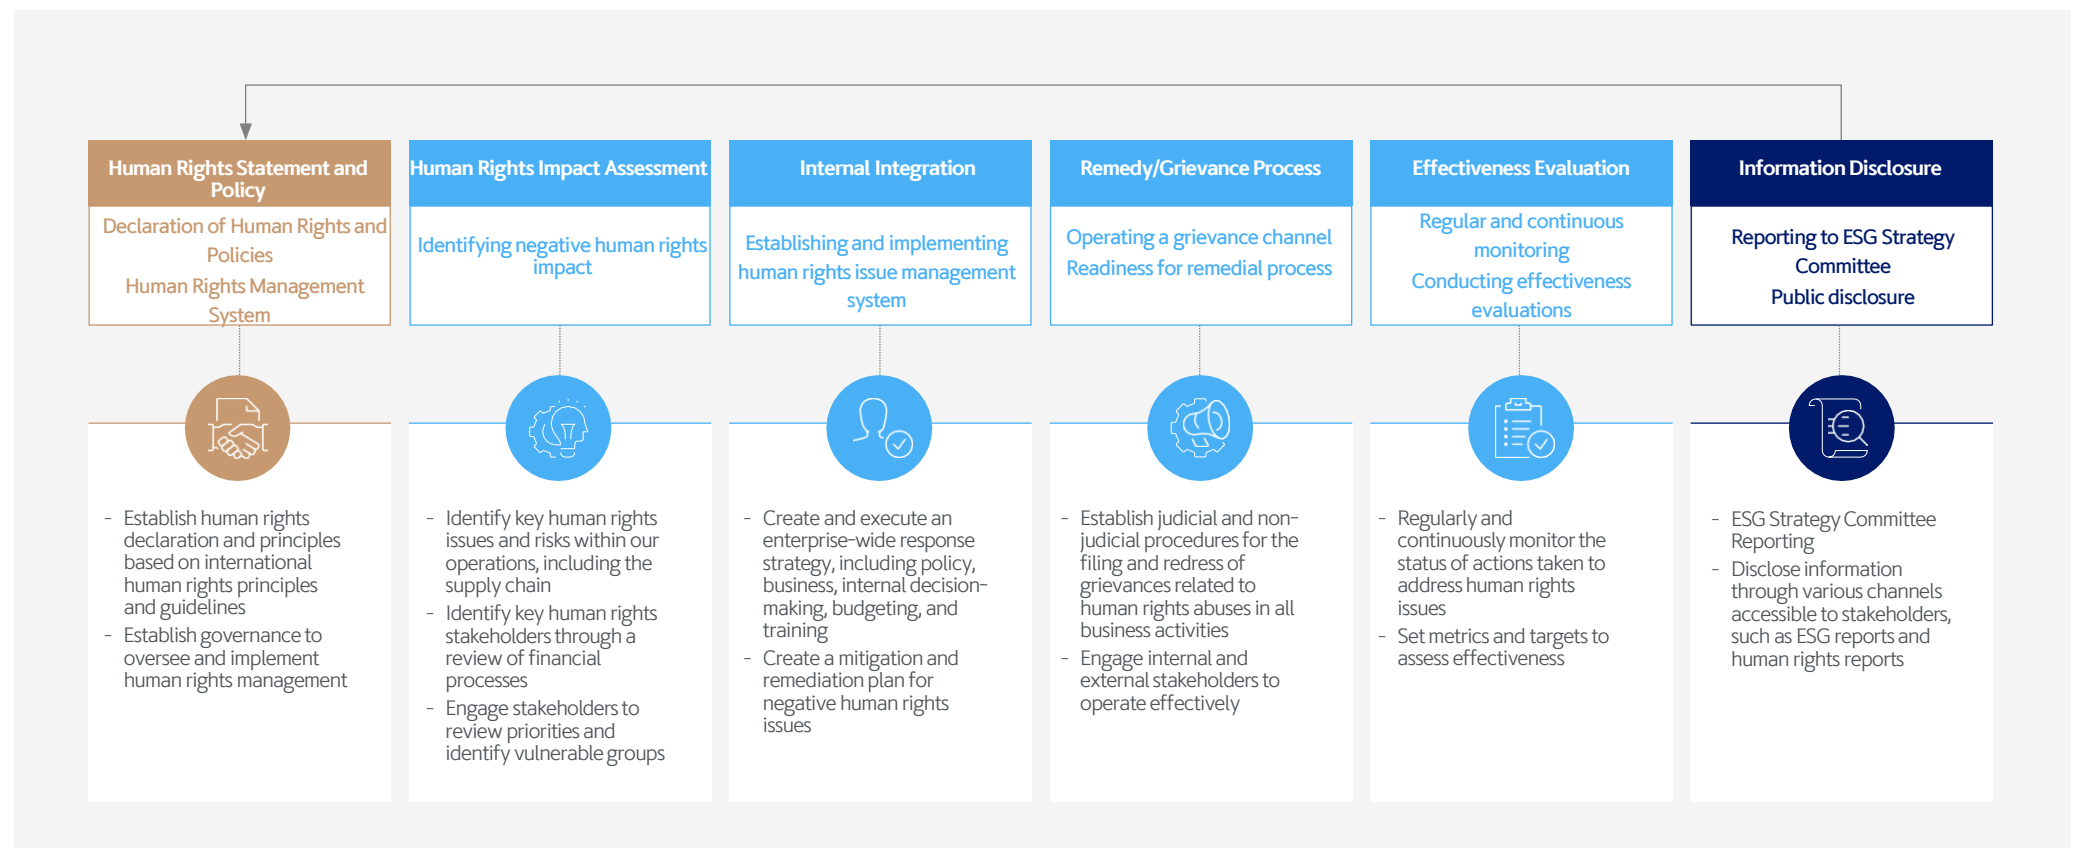 Human Rights Statement and
Policy
Declaration of Human Rights and
Policies
Human Rights Management
System
- Establish human rights
declaration and principles
based on international
human rights principles
and guidelines
- Establish governance to
oversee and implement
human rights management
Human Rights Impact Assessment
Identifying negative human rights
impact
- Identify key human rights
issues and risks within our
operations, including the
supply chain
- Identify key human rights
stakeholders through a
review of financial
processes
- Engage stakeholders to
review priorities and
identify vulnerable groups
Internal Integration
Establishing and implementing
human rights issue management
system
- Create and execute an
enterprise-wide response
strategy, including policy,
business, internal decision-
making, budgeting, and
training
- Create a mitigation and
remediation plan for
negative human rights
issues
Remedy/Grievance Process
Operating a grievance channel
Readiness for remedial process
- Establish judicial and non-
judicial procedures for the
filing and redress of
grievances related to
human rights abuses in all
business activities
- Engage internal and
external stakeholders to
operate effectively
Effectiveness Evaluation
Regular and continuous
monitoring
Conducting effectiveness
evaluations
- Regularly and
continuously monitor the
status of actions taken to
address human rights
issues
- Set metrics and targets to
assess effectiveness
Information Disclosure
Reporting to ESG Strategy
Committee
Public disclosure
- ESG Strategy Committee
Reporting
- Disclose information
through various channels
accessible to stakeholders,
such as ESG reports and
human rights reports